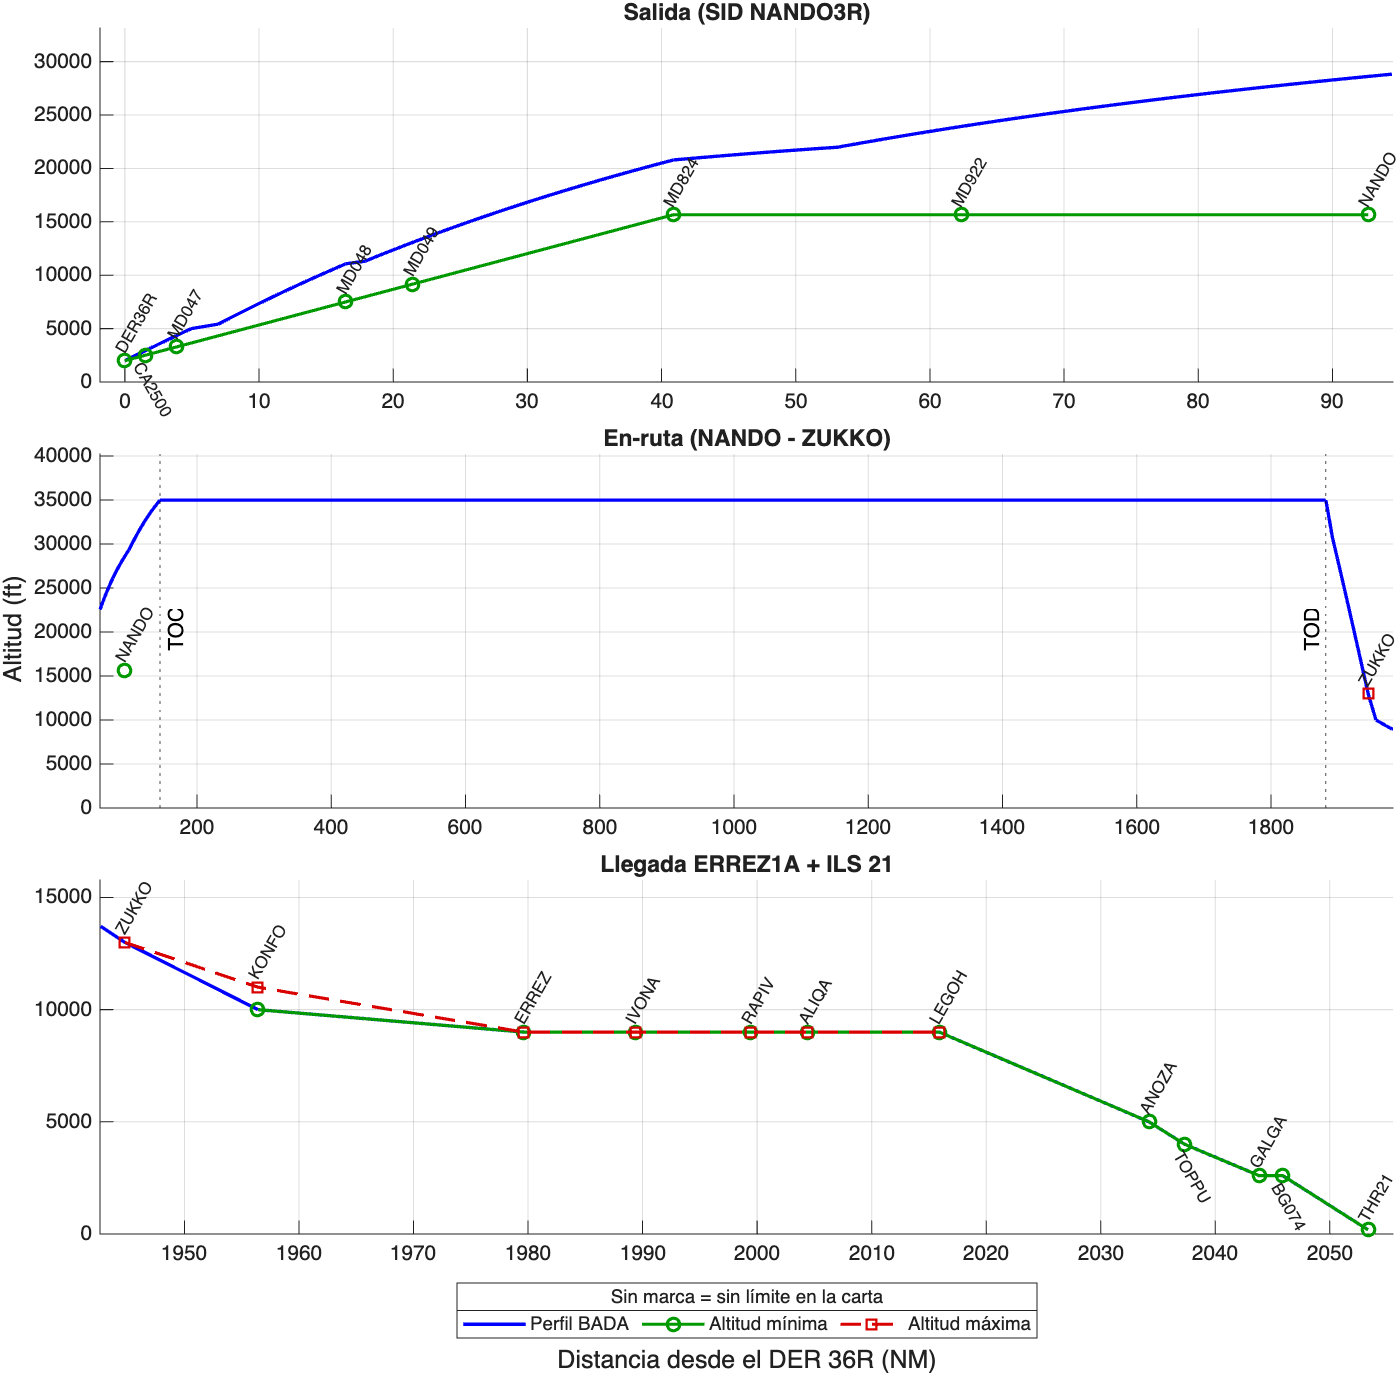 Salida (SID NANDO3R)
30000
25000
20000
15000
10000
5000
0
DER36R
CA2500
MD047
MD048
MD049
MD824
MD922
NANDO
0 10 20 30 40 50 60 70 80 90
En-ruta (NANDO - ZUKKO)
Altitud (ft)
40000
35000
30000
25000
20000
15000
10000
5000
0
NANDO
TOC
TOD
ZUKKO
200 400 600 800 1000 1200 1400 1600 1800
Llegada ERREZ1A + ILS 21
15000
10000
5000
0
ZUKKO
KONFO
ERREZ
IVONA
RAPIV
ALIQA
LEGOH
ANOZA
TOPPU
GALGA
BG074
THR21
1950 1960 1970 1980 1990 2000 2010 2020 2030 2040 2050
Sin marca = sin límite en la carta
Perfil BADA Altitud mínima Altitud máxima
Distancia desde el DER 36R (NM)